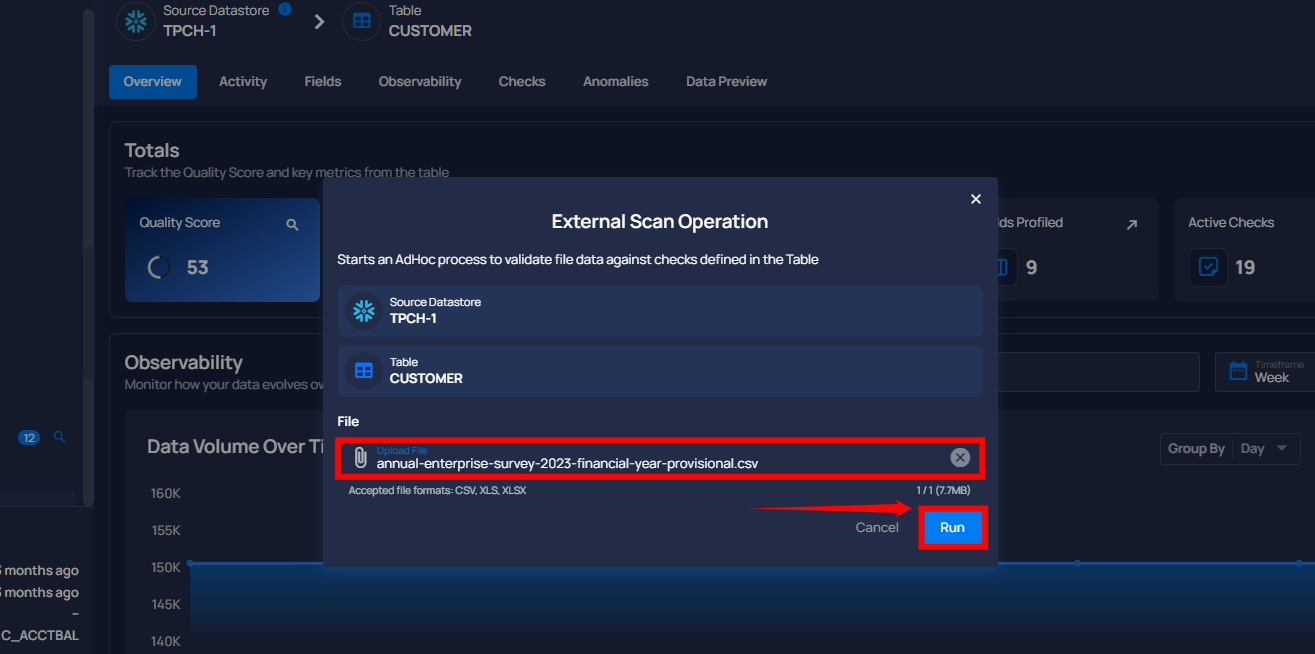 Source Datastore
TPCH-1
Table
CUSTOMER
Overview
Activity
Fields
Observability
Checks
Anomalies
Data Preview
Totals
Track the Quality Score and key metrics from the table
Quality Score
53
Profiled
9
Active Checks
19
External Scan Operation
Starts an AdHoc process to validate file data against checks defined in the Table
Source Datastore
TPCH-1
Table
CUSTOMER
File
Upload File
annual-enterprise-survey-2023-financial-year-provisional.csv
Accepted file formats: CSV, XLS, XLSX
1 / 1 (7.7MB)
Cancel
Run
Observability
Monitor how your data evolves
Timeframe
Week
Data Volume Over
Group By
Day
160K
155K
150K
145K
140K
12
months ago
months ago
–
C_ACCTBAL